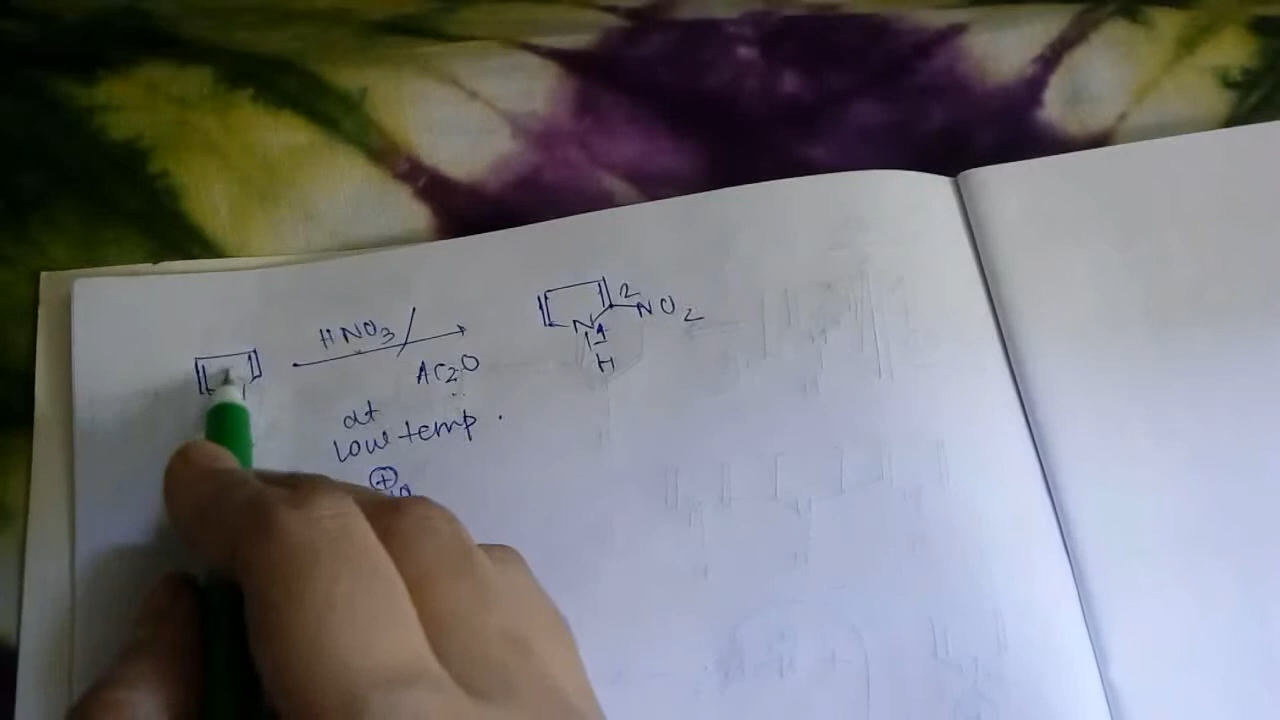 HNO3/
Ac2O
at
low temp.
⊕
2
NO2
N 1
H